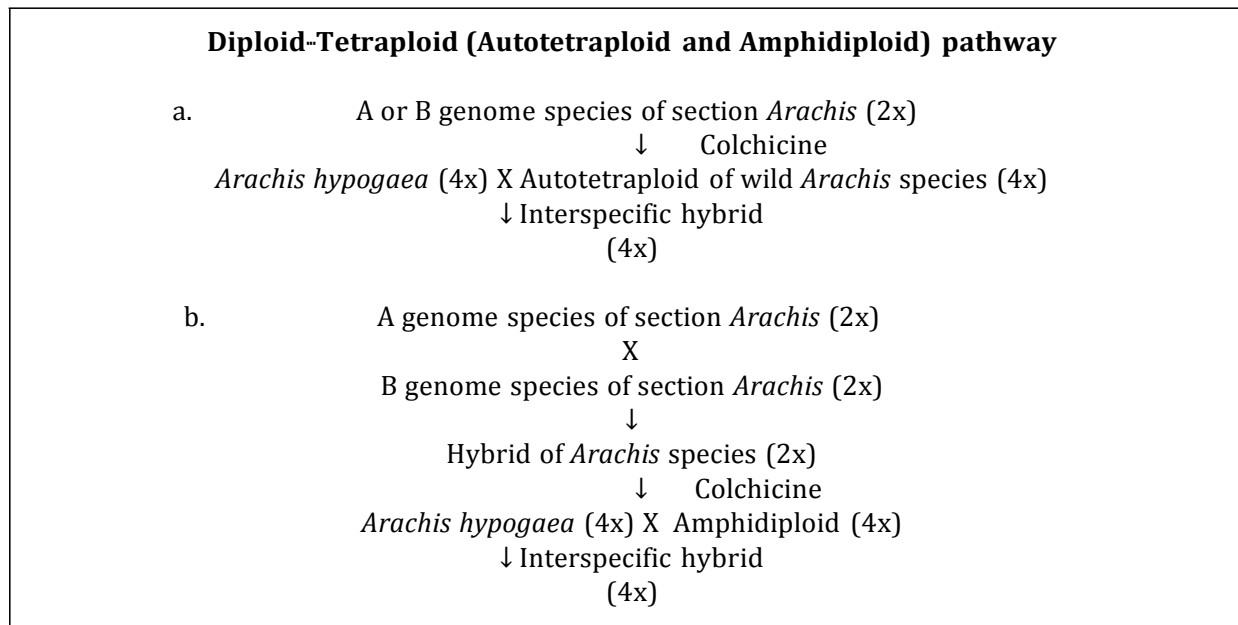 Diploid-Tetraploid (Autotetraploid and Amphidiploid) pathway
a. A or B genome species of section Arachis (2x)
↓ Colchicine
Arachis hypogaea (4x) X Autotetraploid of wild Arachis species (4x)
↓ Interspecific hybrid
(4x)
b. A genome species of section Arachis (2x)
X
B genome species of section Arachis (2x)
↓
Hybrid of Arachis species (2x)
↓ Colchicine
Arachis hypogaea (4x) X Amphidiploid (4x)
↓ Interspecific hybrid
(4x)